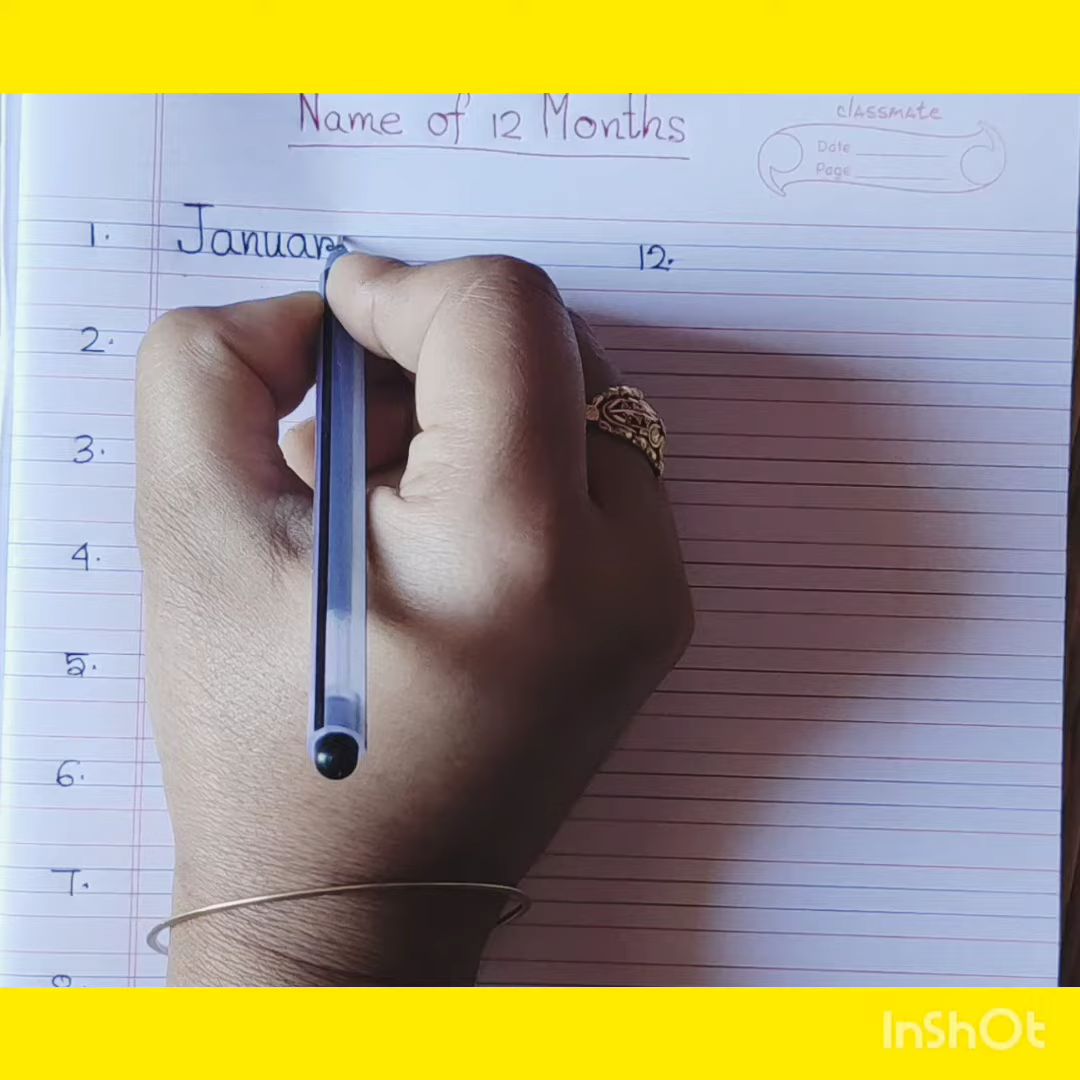 Name of 12 Months
classmate
Date
Page
1. Januar
12.
2.
3.
4.
5.
6.
7.
InShOt